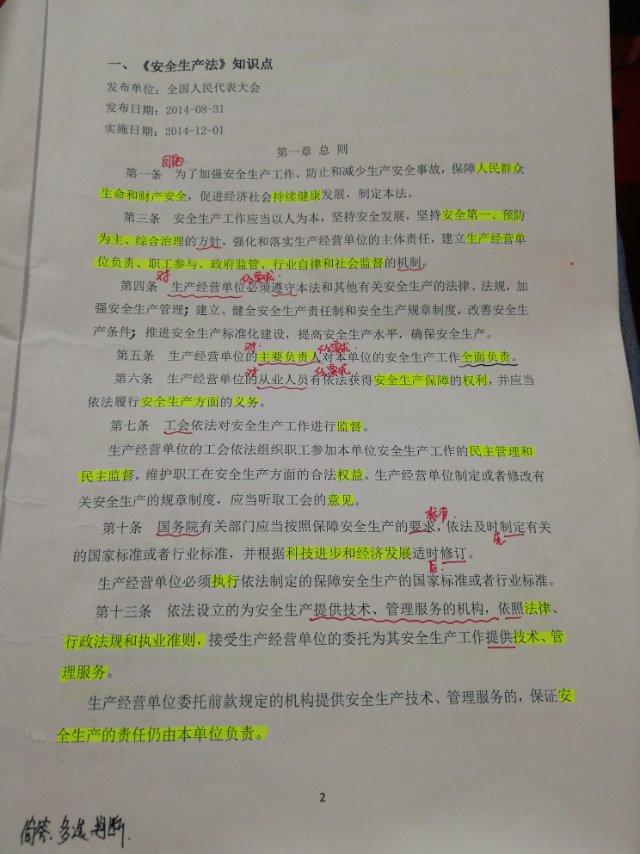 一、《安全生产法》知识点
发布单位：全国人民代表大会
发布日期：2014-08-31
实施日期：2014-12-01
第一章 总 则
目的
第一条 为了加强安全生产工作，防止和减少生产安全事故，保障人民群众
生命和财产安全，促进经济社会持续健康发展，制定本法。
第三条 安全生产工作应当以人为本，坚持安全发展，坚持安全第一、预防
为主、综合治理的方针，强化和落实生产经营单位的主体责任，建立生产经营单
位负责、职工参与、政府监管、行业自律和社会监督的机制。
对
第四条 生产经营单位必须遵守本法和其他有关安全生产的法律、法规，加
强安全生产管理；建立、健全安全生产责任制和安全生产规章制度，改善安全生
产条件；推进安全生产标准化建设，提高安全生产水平，确保安全生产。
对
第五条 生产经营单位的主要负责人对本单位的安全生产工作全面负责。
对
第六条 生产经营单位的从业人员有依法获得安全生产保障的权利，并应当
依法履行安全生产方面的义务。
第七条 工会依法对安全生产工作进行监督。
生产经营单位的工会依法组织职工参加本单位安全生产工作的民主管理和
民主监督，维护职工在安全生产方面的合法权益。生产经营单位制定或者修改有
关安全生产的规章制度，应当听取工会的意见。
第十条 国务院有关部门应当按照保障安全生产的要求，依法及时制定有关
先
的国家标准或者行业标准，并根据科技进步和经济发展适时修订。
后
生产经营单位必须执行依法制定的保障安全生产的国家标准或者行业标准。
第十三条 依法设立的为安全生产提供技术、管理服务的机构，依照法律、
行政法规和执业准则，接受生产经营单位的委托为其安全生产工作提供技术、管
理服务。
生产经营单位委托前款规定的机构提供安全生产技术、管理服务的，保证安
全生产的责任仍由本单位负责。
2
简答、多选、判断.